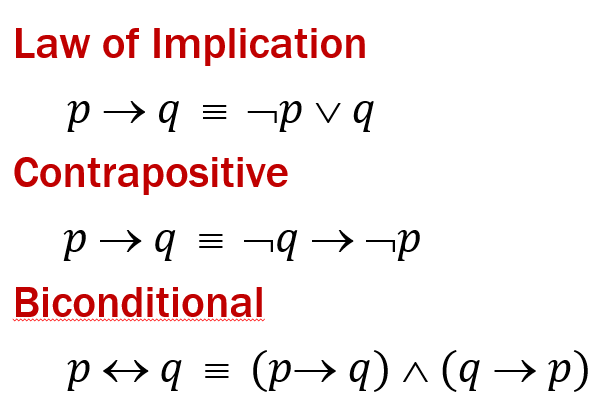 Law of Implication
p → q ≡ ¬p ∨ q
Contrapositive
p → q ≡ ¬q → ¬p
Biconditional
p ↔ q ≡ (p → q) ∧ (q → p)